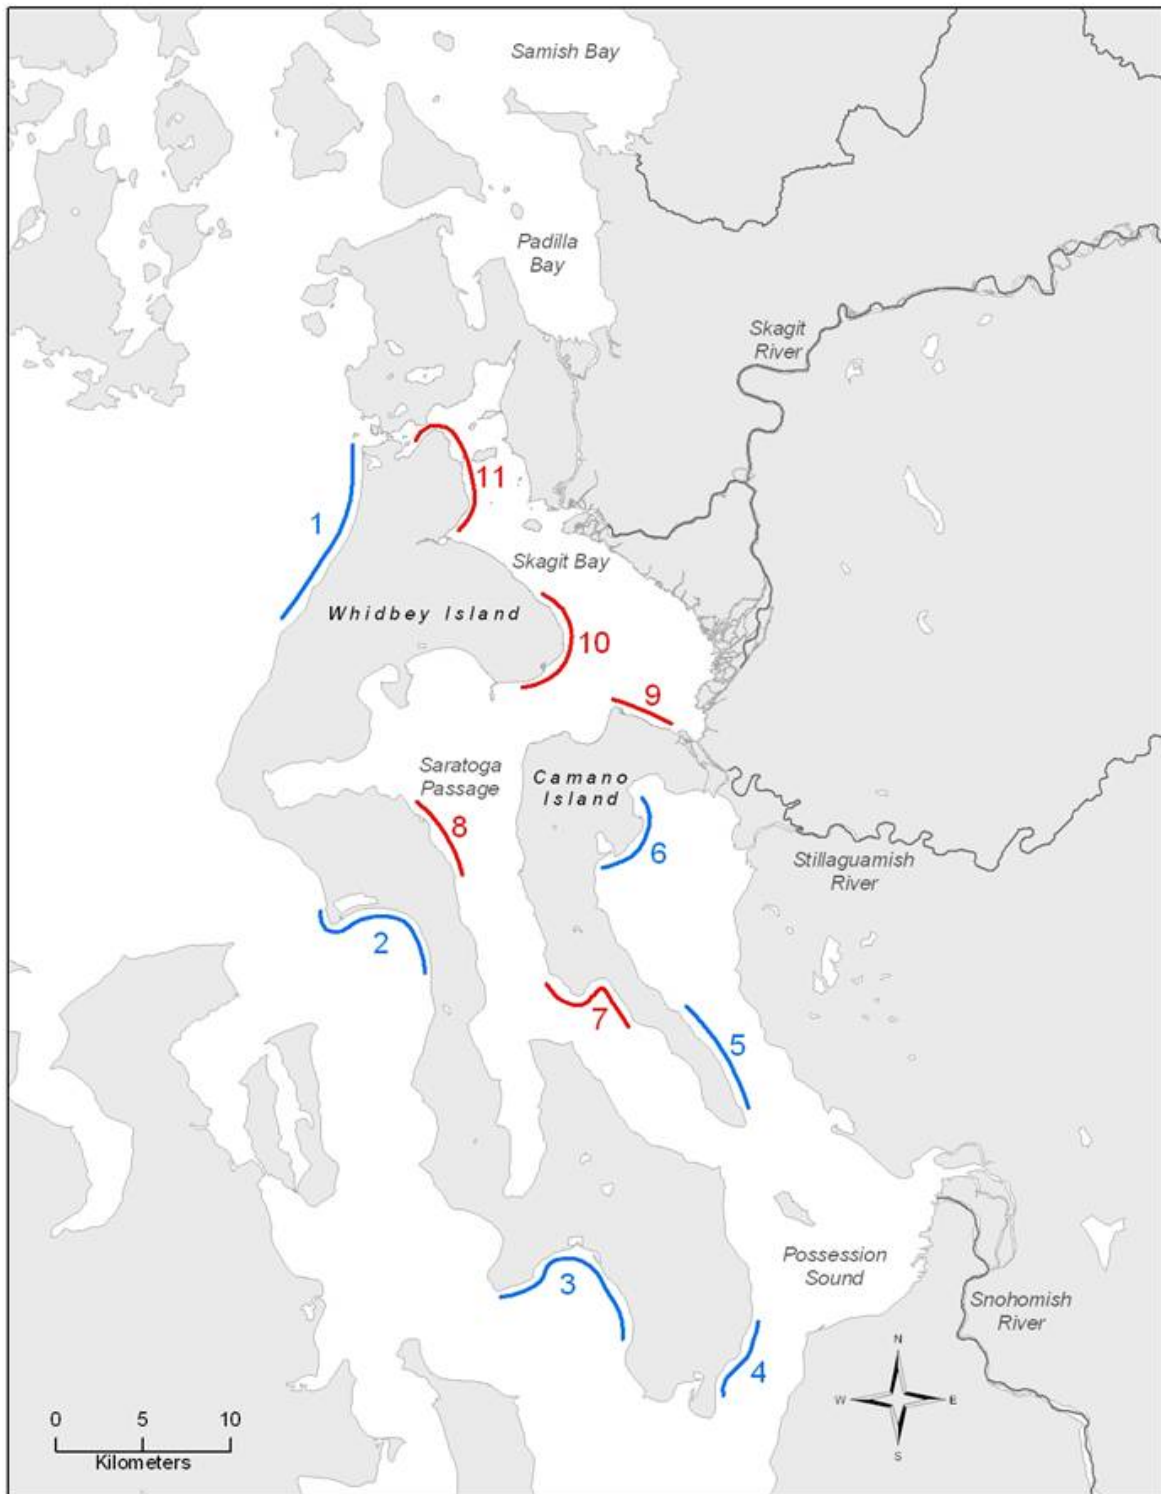 Samish Bay
Padilla
Bay
Skagit
River
11
1
Skagit Bay
Whidbey Island
10
9
Saratoga
Passage
Camano
Island
8
6
Stillaguamish
River
2
7
5
Possession
Sound
3
Snohomish
River
4
N
W
E
S
0 5 10
Kilometers